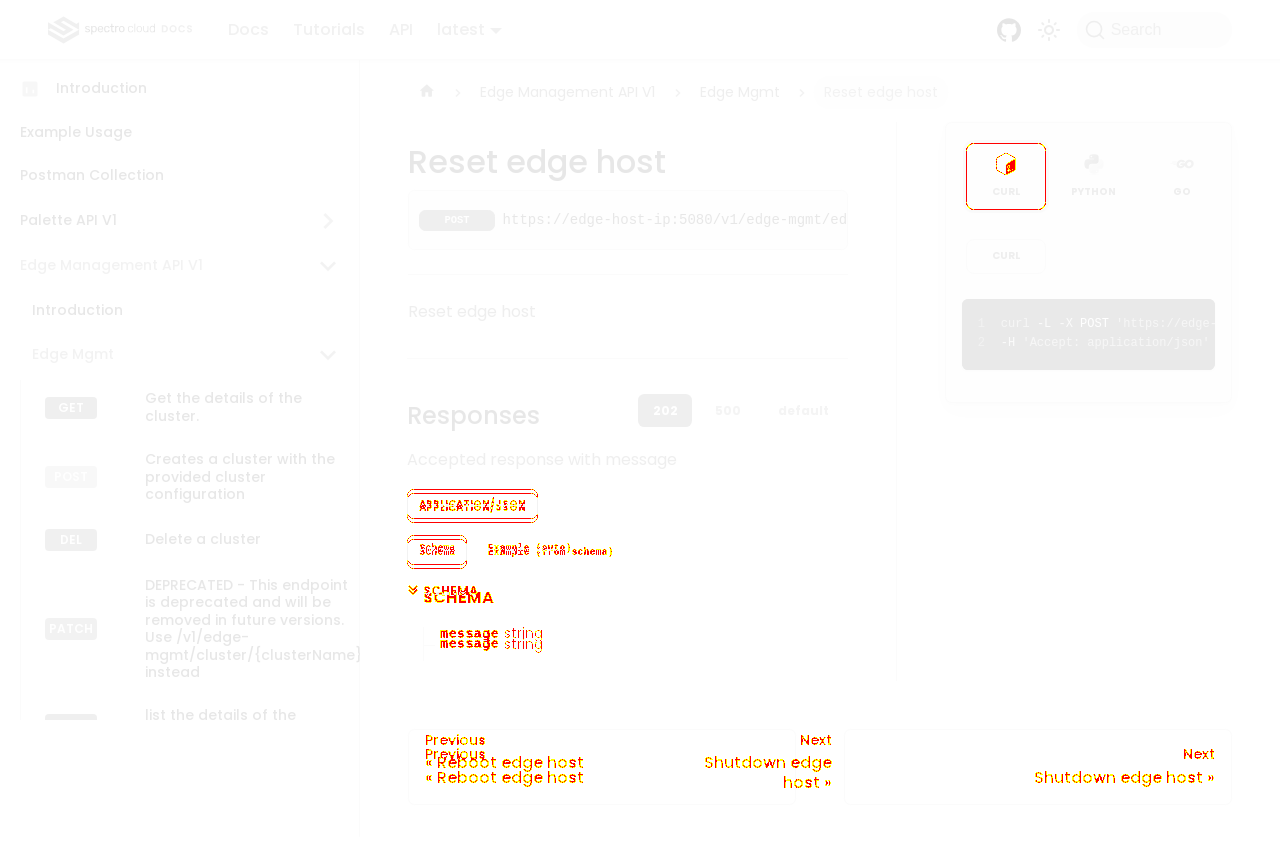 spectro cloud DOCS
Docs Tutorials API latest
Search
Introduction
Example Usage
Postman Collection
Palette API V1
Edge Management API V1
Introduction
Edge Mgmt
GET Get the details of the
cluster.
POST Creates a cluster with the
provided cluster
configuration
DEL Delete a cluster
PATCH DEPRECATED - This endpoint
is deprecated and will be
removed in future versions.
Use /v1/edge-
mgmt/cluster/{clusterName}
instead
list the details of the
Edge Management API V1 Edge Mgmt Reset edge host
Reset edge host
POST https://edge-host-ip:5080/v1/edge-mgmt/ed
Reset edge host
Responses
202 500 default
Accepted response with message
APPLICATION/JSON
Schema
SCHEMA
SCHEMA
message string
message string
Previous
Previous
« Reboot edge host
« Reboot edge host
Next
Shutdown edge
host »
Next
Shutdown edge host »
CURL PYTHON GO
CURL
1 curl -L -X POST 'https://edge-
2 -H 'Accept: application/json'